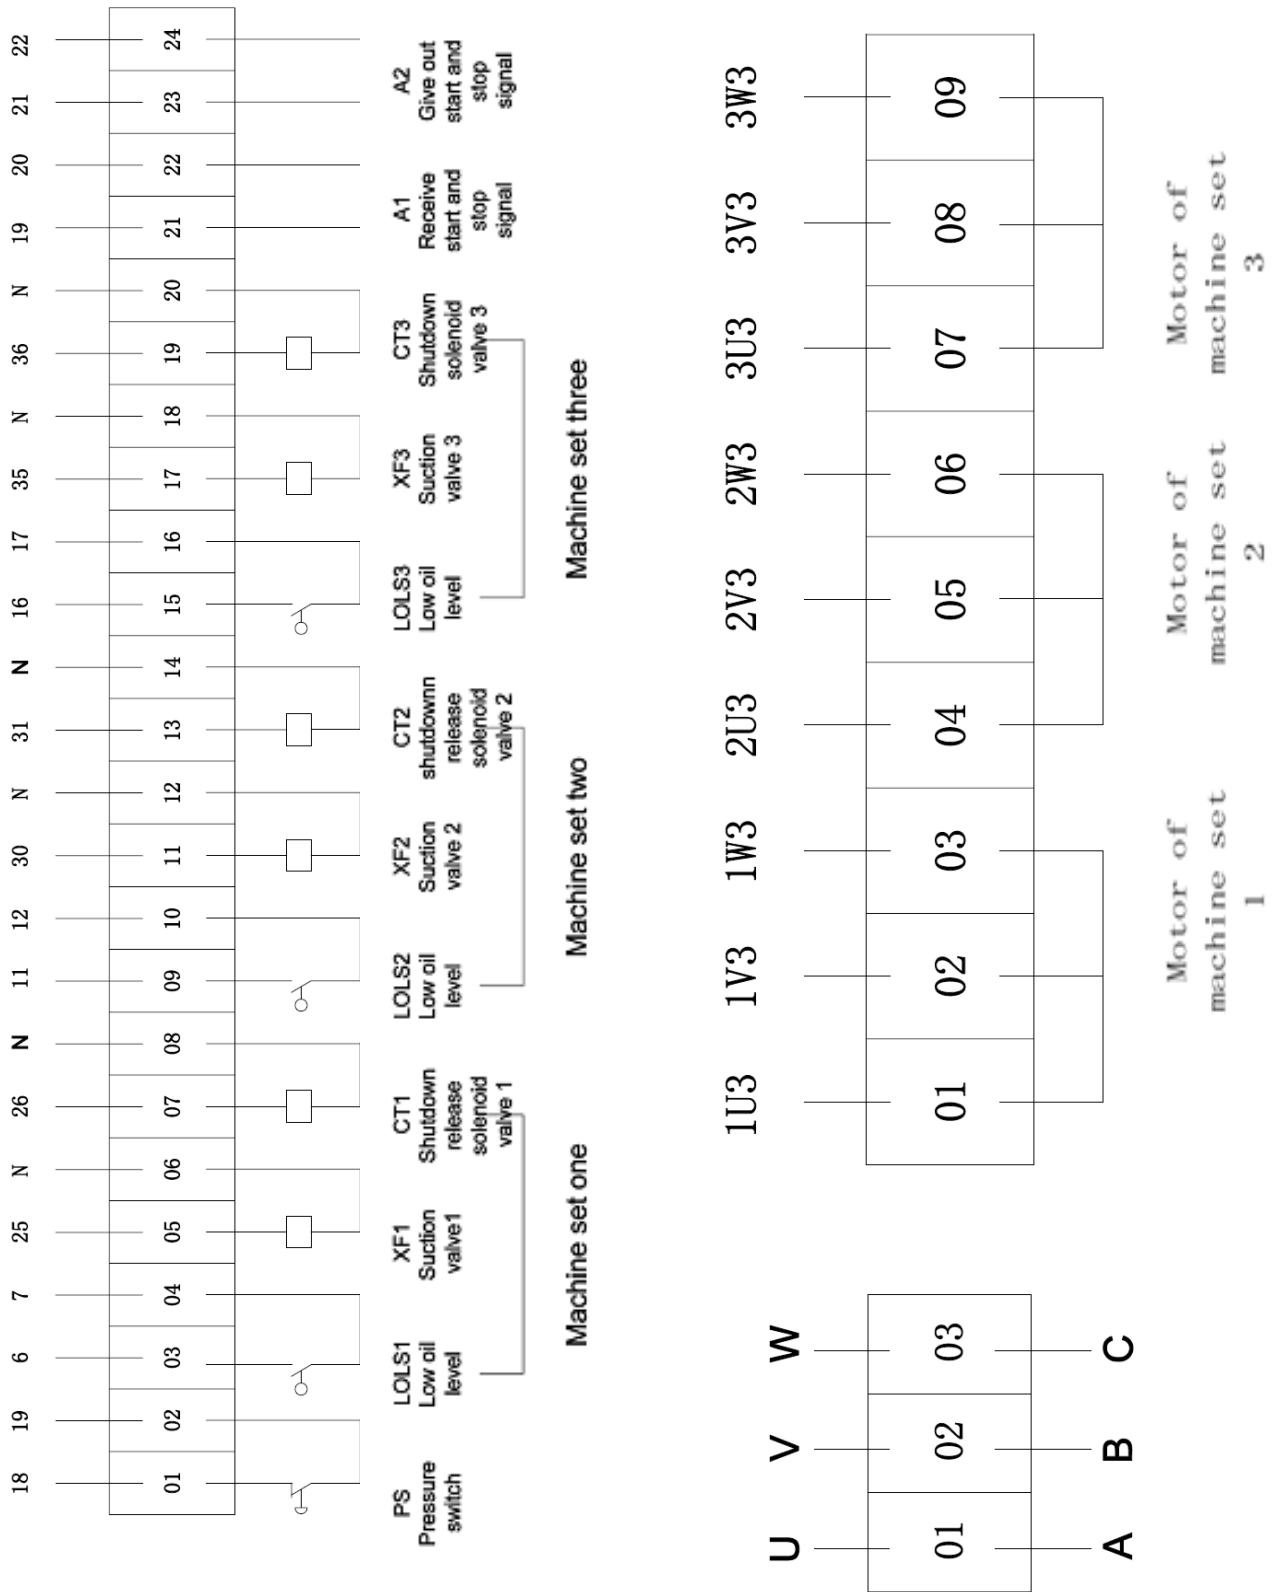 18 19 6 7 25 N 26 N 11 12 30 N 31 N 16 17 35 N 36 N 19 20 21 22
01 02 03 04 05 06 07 08 09 10 11 12 13 14 15 16 17 18 19 20 21 22 23 24
PS
Pressure
switch
LOLS1
Low oil
level
XF1
Suction
valve1
CT1
Shutdown
release
solenoid
valve 1
LOLS2
Low oil
level
XF2
Suction
valve 2
CT2
shutdownn
release
solenoid
valve 2
LOLS3
Low oil
level
XF3
Suction
valve 3
CT3
Shutdown
solenoid
valve 3
A1
Receive
start and
stop
signal
A2
Give out
start and
stop
signal
Machine set one
Machine set two
Machine set three
U V W
01 02 03
A B C
1U3 1V3 1W3 2U3 2V3 2W3 3U3 3V3 3W3
01 02 03 04 05 06 07 08 09
Motor of
machine set
1
Motor of
machine set
2
Motor of
machine set
3